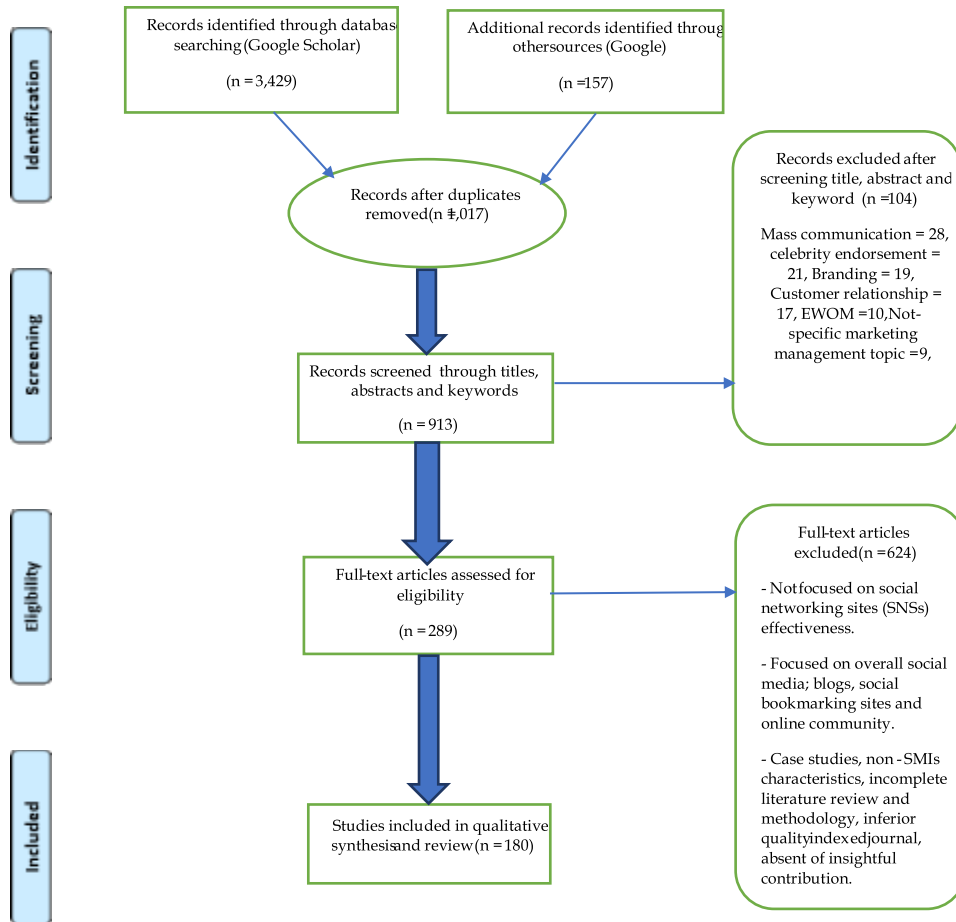 Identification
Records identified through databas
searching (Google Scholar)
(n = 3,429)
Additional records identified throug
othersources (Google)
(n =157)
Records after duplicates
removed(n =1,017)
Records excluded after
screening title, abstract and
keyword (n =104)
Mass communication = 28,
celebrity endorsement =
21, Branding = 19,
Customer relationship =
17, EWOM =10,Not-
specific marketing
management topic =9,
Screening
Records screened through titles,
abstracts and keywords
(n = 913)
Eligibility
Full-text articles assessed for
eligibility
(n = 289)
Full-text articles
excluded(n =624)
- Notfocused on social
networking sites (SNSs)
effectiveness.
- Focused on overall social
media; blogs, social
bookmarking sites and
online community.
- Case studies, non -SMIs
characteristics, incomplete
literature review and
methodology, inferior
qualityindexedjournal,
absent of insightful
contribution.
Included
Studies included in qualitative
synthesisand review(n = 180)